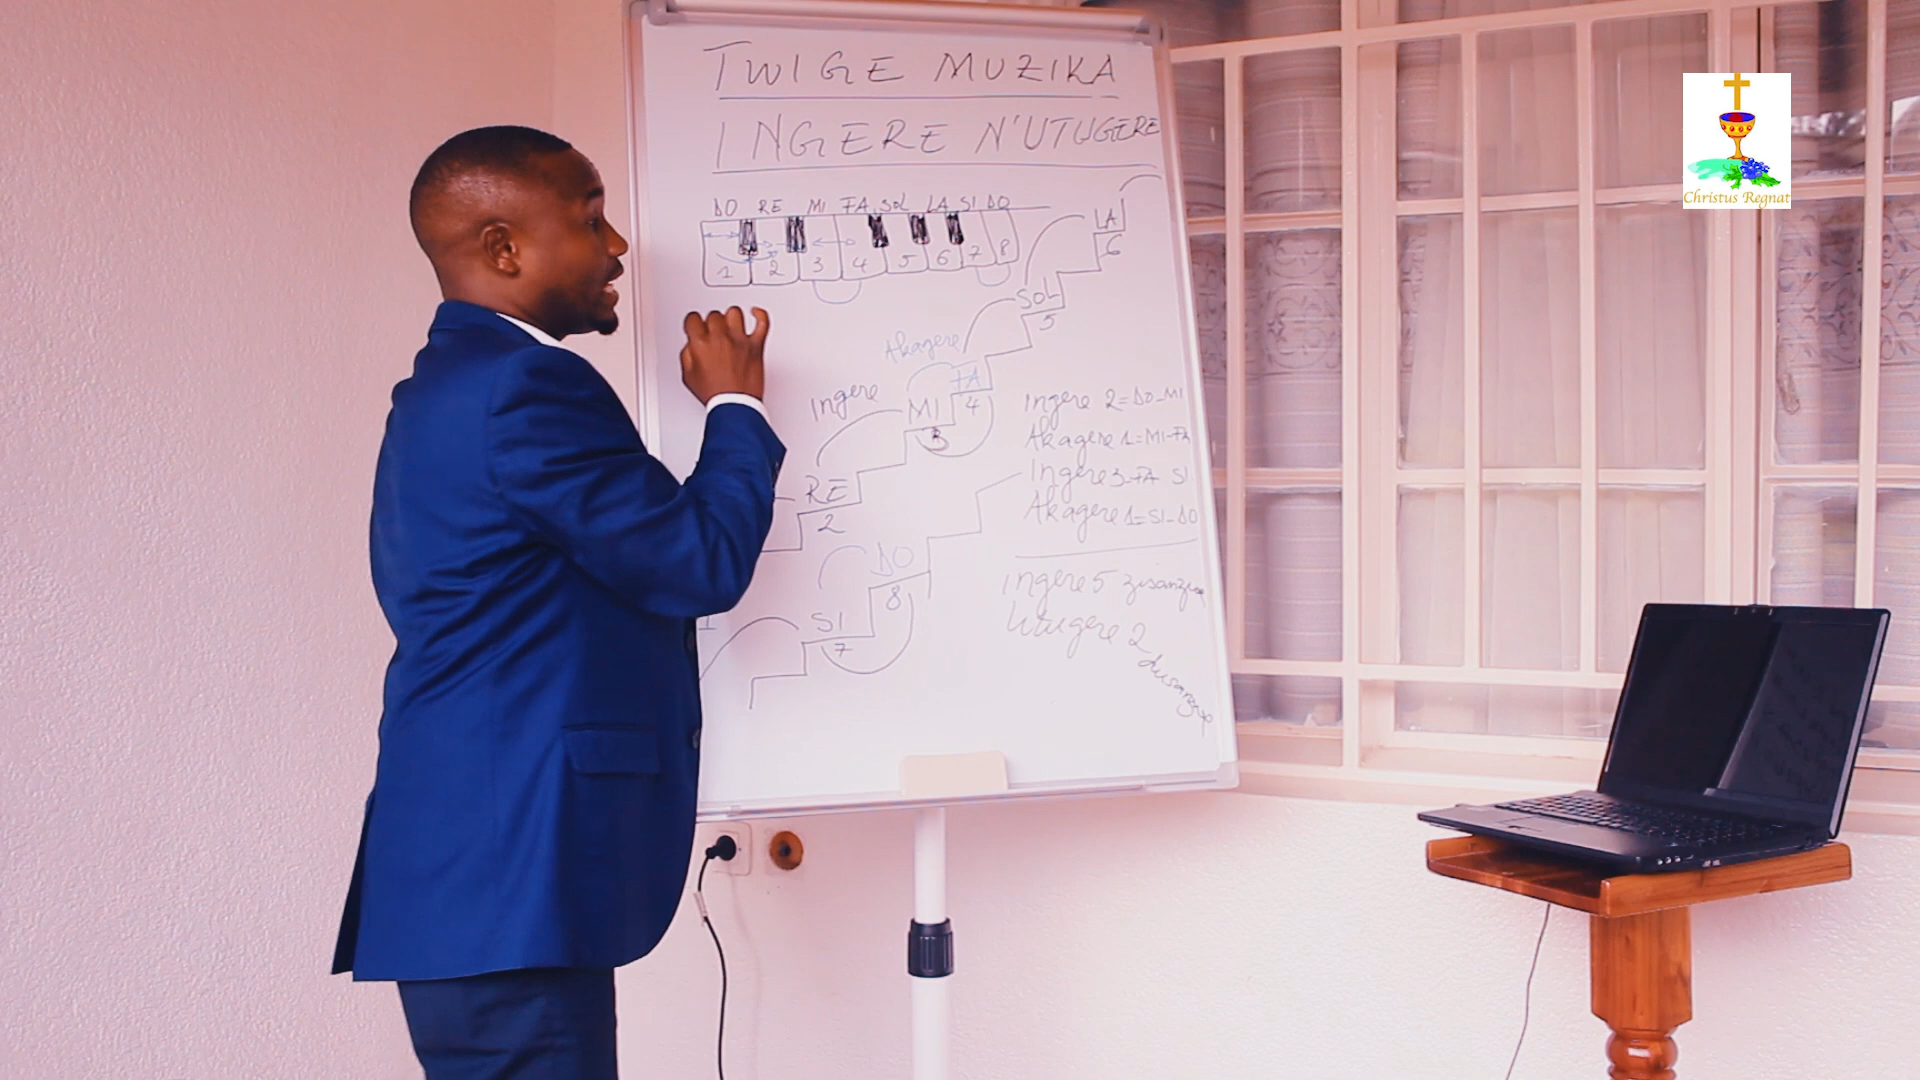 TWIGE MUZIKA
INGERE N'UTUGERE
DO RE MI FA SOL LA SI DO
1 2 3 4 5 6 7 8
LA
6
SOL
5
Akagere
FA
4
Ingere
MI
3
RE
2
1
DO
8
SI
7
Ingere 2=DO-MI
Akagere 1=MI-FA
Ingere 3-FA SI
Akagere 1=SI-DO
Ingere 5 zisanzwe
Utugere 2
dusanzwe
Christus Regnat